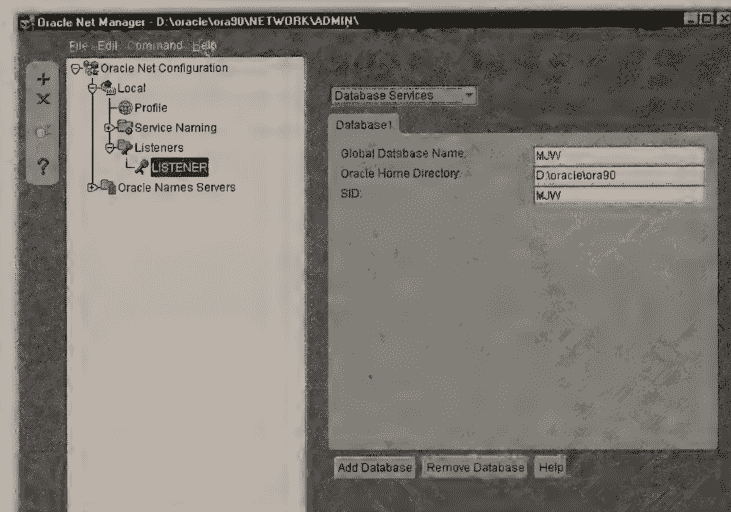 Oracle Net Manager - D:\oracle\ora90\NETWORK\ADMIN\
File Edit Command Help
Oracle Net Configuration
Local
Profile
Service Naming
Listeners
LISTENER
Oracle Names Servers
Database Services
Database1
Global Database Name: MJW
Oracle Home Directory: D:\oracle\ora90
SID: MJW
Add Database Remove Database Help